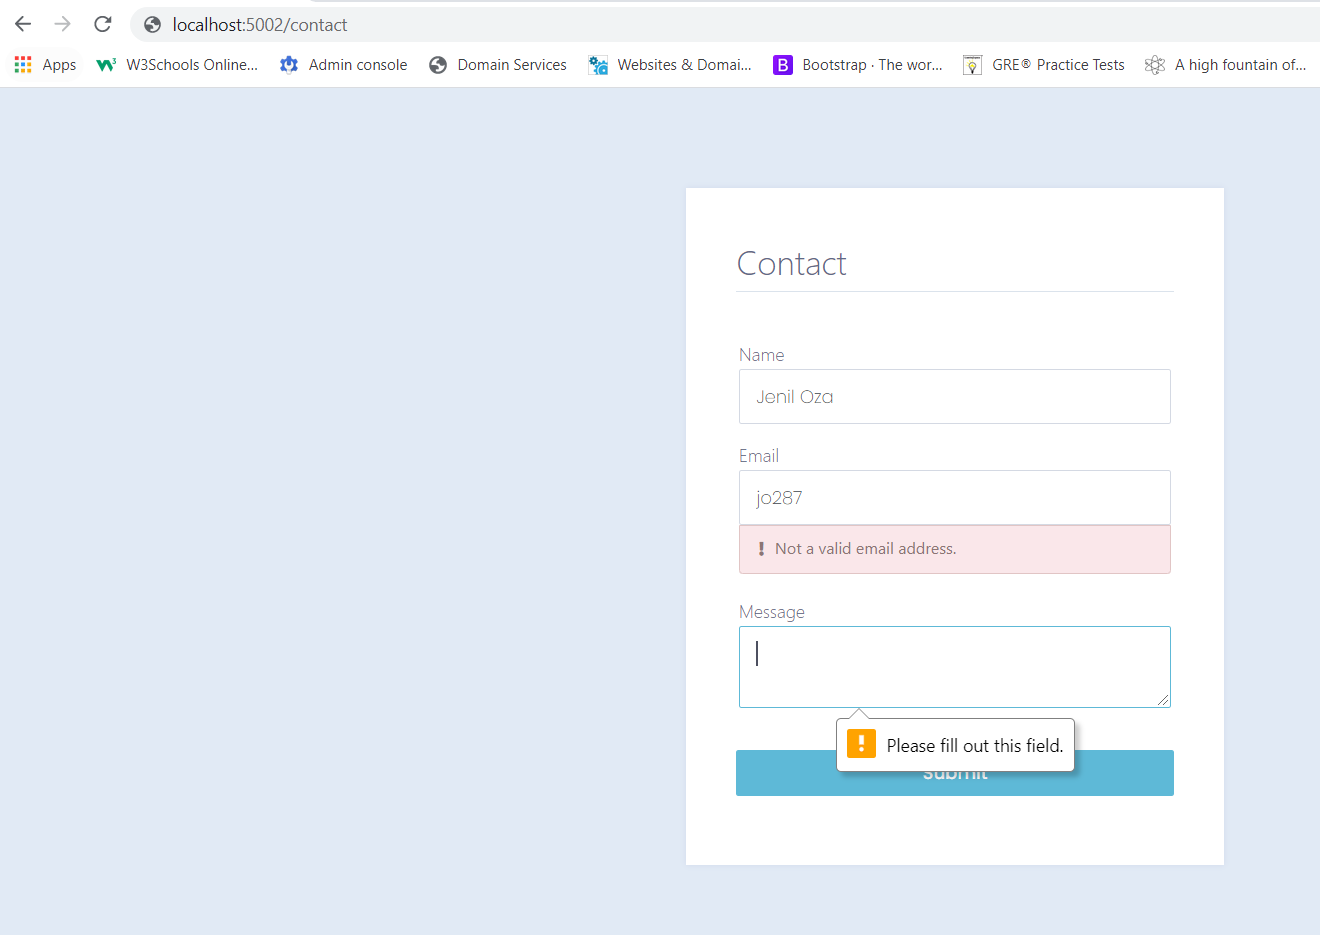 localhost:5002/contact
Apps W3Schools Online... Admin console Domain Services Websites & Domai... B Bootstrap · The wor... GRE® Practice Tests A high fountain of...
Contact
Name
Jenil Oza
Email
jo287
! Not a valid email address.
Message
! Please fill out this field.
Submit